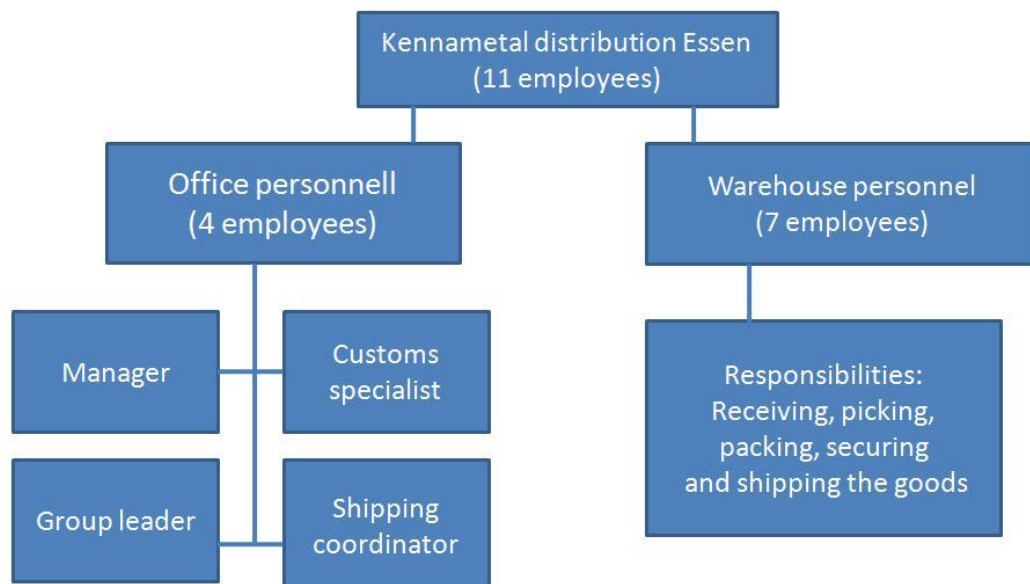 Kennametal distribution Essen
(11 employees)
Office personnell
(4 employees)
Warehouse personnel
(7 employees)
Manager
Customs
specialist
Group leader
Shipping
coordinator
Responsibilities:
Receiving, picking,
packing, securing
and shipping the goods